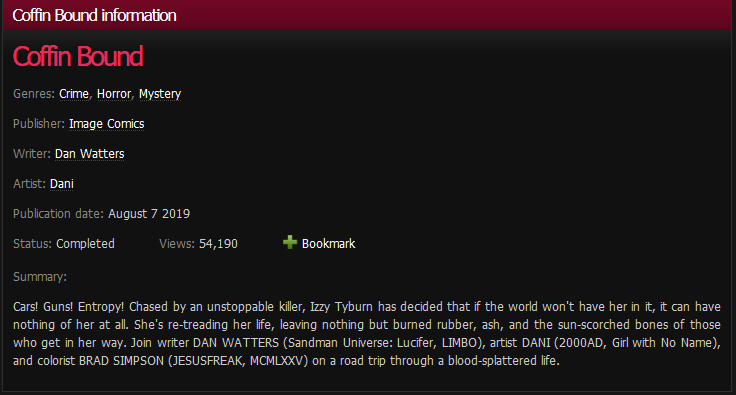 Coffin Bound information
Coffin Bound
Genres: Crime, Horror, Mystery
Publisher: Image Comics
Writer: Dan Watters
Artist: Dani
Publication date: August 7 2019
Status: Completed Views: 54,190 Bookmark
Summary:
Cars! Guns! Entropy! Chased by an unstoppable killer, Izzy Tyburn has decided that if the world won't have her in it, it can have
nothing of her at all. She's re-treading her life, leaving nothing but burned rubber, ash, and the sun-scorched bones of those
who get in her way. Join writer DAN WATTERS (Sandman Universe: Lucifer, LIMBO), artist DANI (2000AD, Girl with No Name),
and colorist BRAD SIMPSON (JESUSFREAK, MCMLXXV) on a road trip through a blood-splattered life.